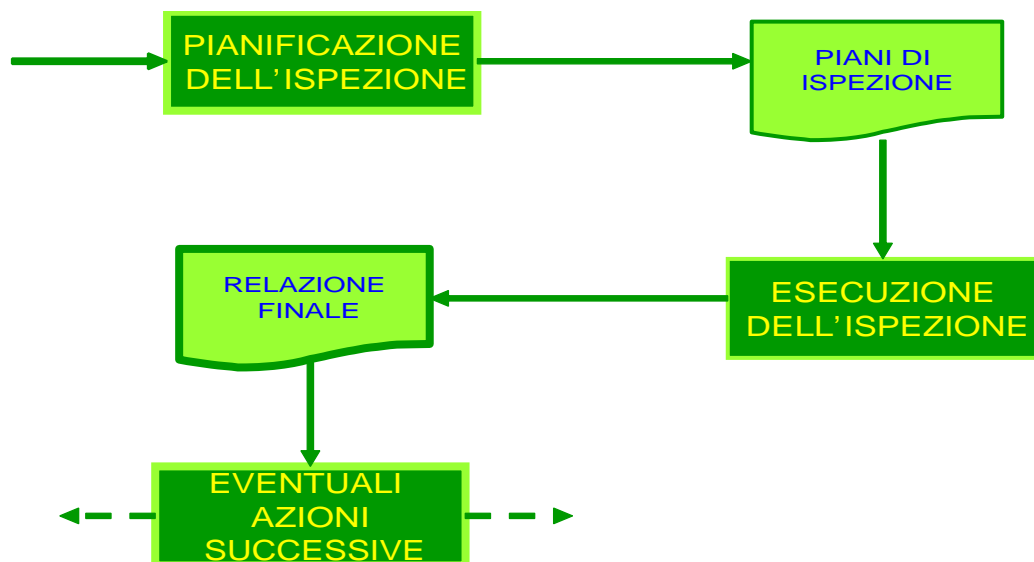 PIANIFICAZIONE
DELL'ISPEZIONE
PIANI DI
ISPEZIONE
ESECUZIONE
DELL'ISPEZIONE
RELAZIONE
FINALE
EVENTUALI
AZIONI
SUCCESSIVE